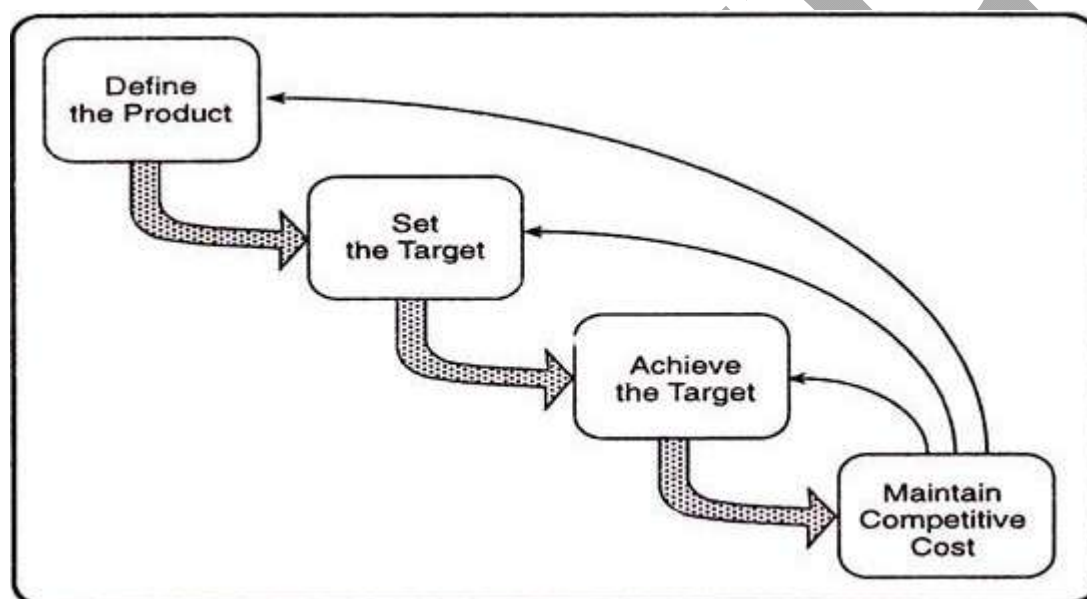 Define
the Product
Set
the Target
Achieve
the Target
Maintain
Competitive
Cost